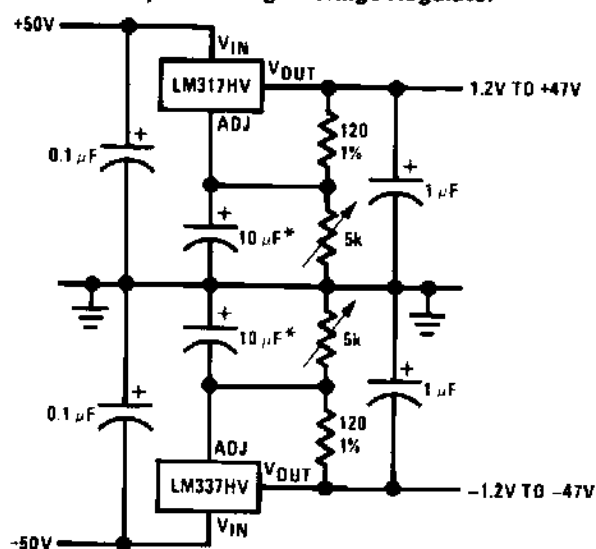 +50V
VIN
VOUT
LM317HV
1.2V TO +47V
ADJ
120
1%
+
0.1 µF
+
1 µF
+
10 µF*
5k
+
10 µF*
5k
+
0.1 µF
+
1 µF
120
1%
ADJ
VOUT
LM337HV
–1.2V TO –47V
VIN
–50V